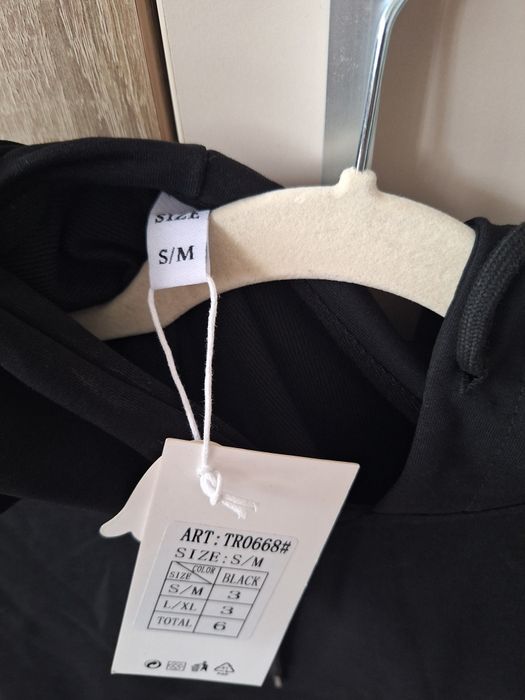 SIZE
S/M
ART:TR0668#
SIZE:S/M
COLOR
SIZE BLACK
S/M 3
L/XL 3
TOTAL 6